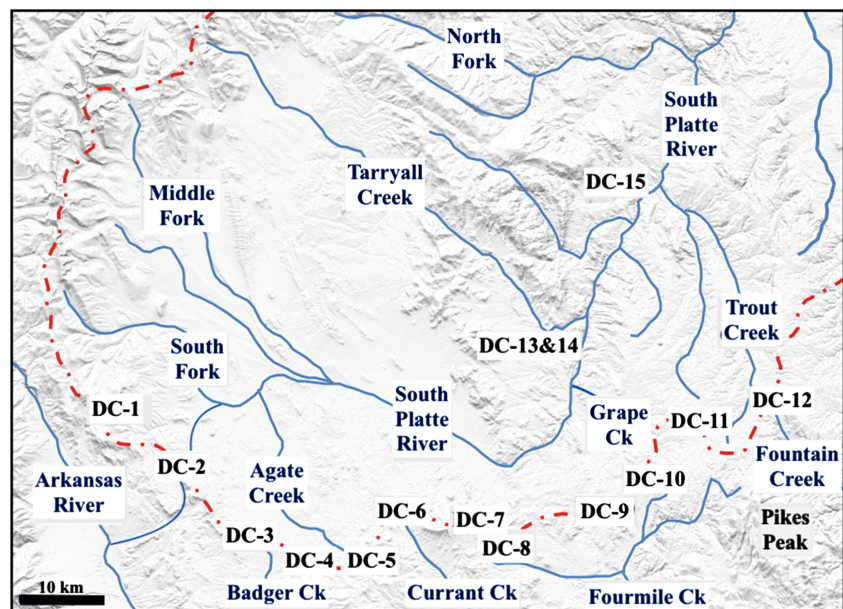 North
Fork
South
Platte
River
DC-15
Tarryall
Creek
Middle
Fork
Trout
Creek
South
Fork
DC-13&14
DC-1
South
Platte
River
Grape
Ck
DC-11
DC-12
Arkansas
River
DC-2
Agate
Creek
DC-10
Fountain
Creek
DC-3
DC-6
DC-7
DC-9
Pikes
Peak
DC-4
DC-5
DC-8
10 km
Badger Ck
Currant Ck
Fourmile Ck